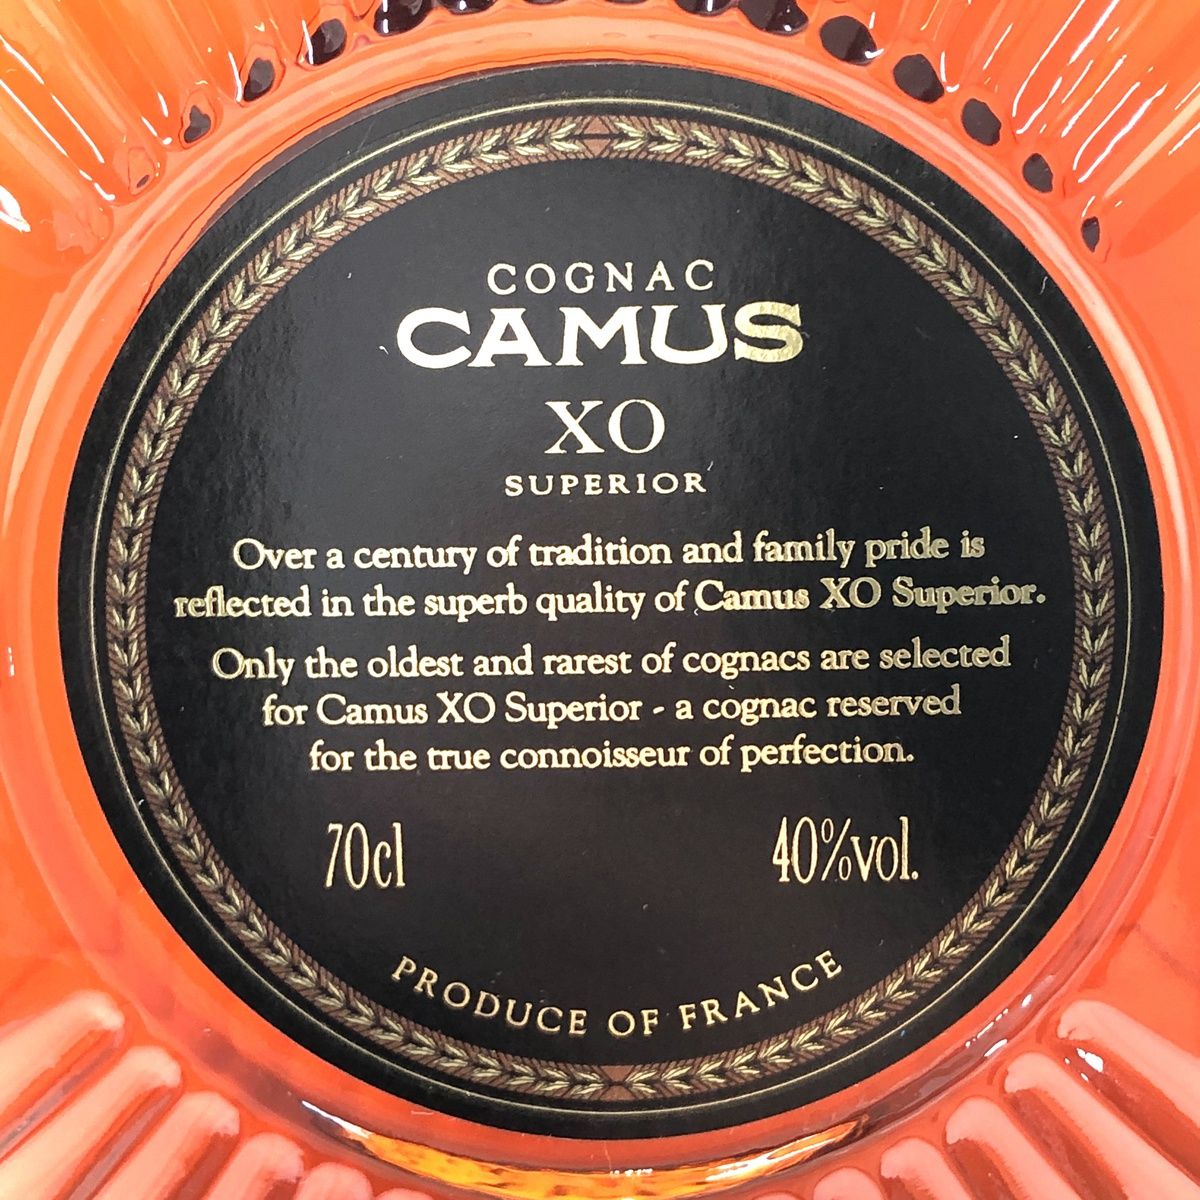 COGNAC
CAMUS
XO
SUPERIOR
Over a century of tradition and family pride is
reflected in the superb quality of Camus XO Superior.
Only the oldest and rarest of cognacs are selected
for Camus XO Superior - a cognac reserved
for the true connoisseur of perfection.
70cl 40%vol.
PRODUCE OF FRANCE